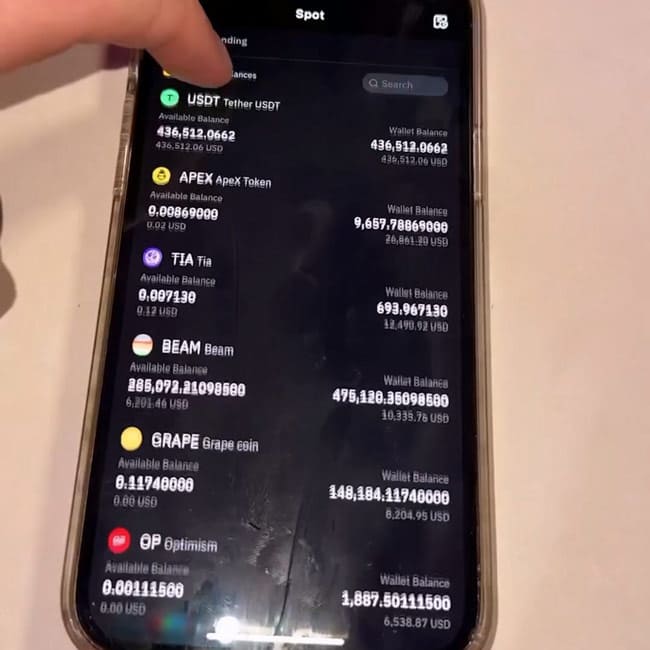 Spot
Search
USDT Tether USDT
Available Balance
Wallet Balance
436,512.0662
436,512.0662
436,512.06 USD
436,512.06 USD
APEX ApeX Token
Available Balance
Wallet Balance
0.00869000
9,657.78869000
0.02 USD
26,861.20 USD
TIA Tia
Available Balance
Wallet Balance
0.007130
693.967130
0.12 USD
12,490.92 USD
BEAM Beam
Available Balance
Wallet Balance
285,072.21098500
475,120.35098500
6,201.46 USD
10,335.76 USD
GRAPE Grape coin
Available Balance
Wallet Balance
0.11740000
148,184.11740000
0.00 USD
8,204.95 USD
OP Optimism
Available Balance
Wallet Balance
0.00111500
1,887.50111500
0.00 USD
6,538.87 USD